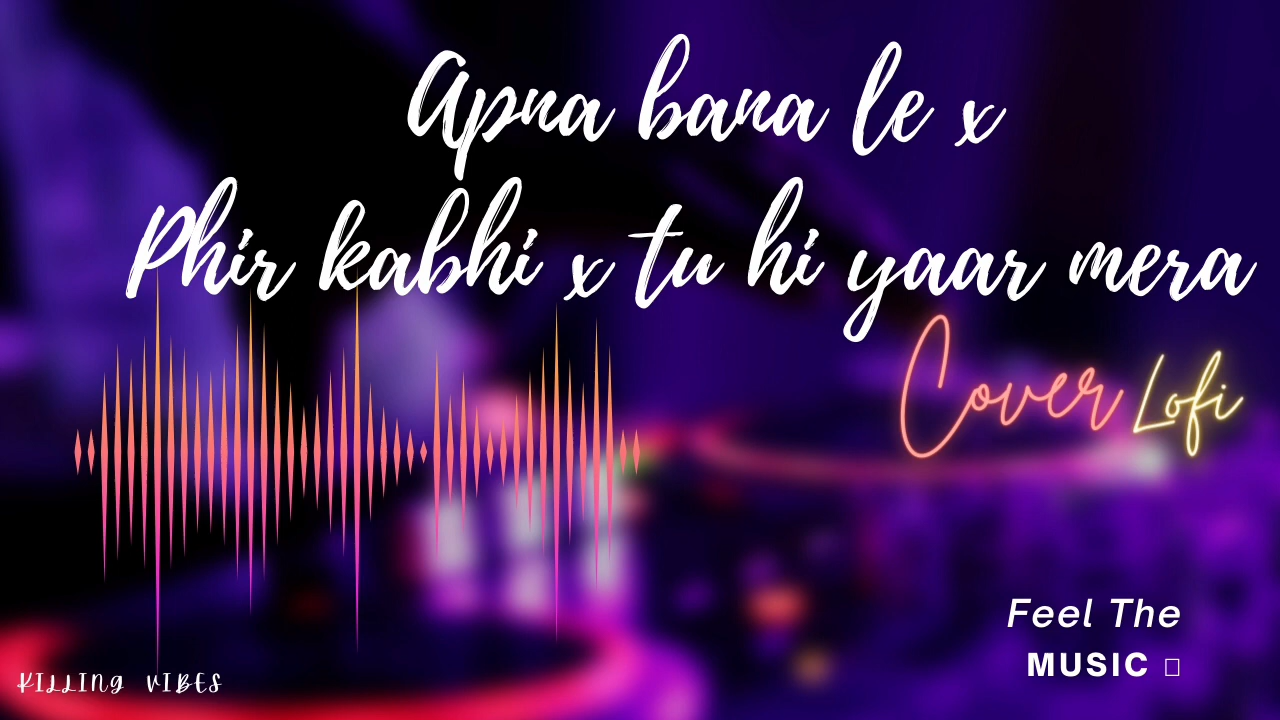 Apna bana le x
Phir kabhi x tu hi yaar mera
Cover Lofi
Feel The
MUSIC
KILLING VIBES